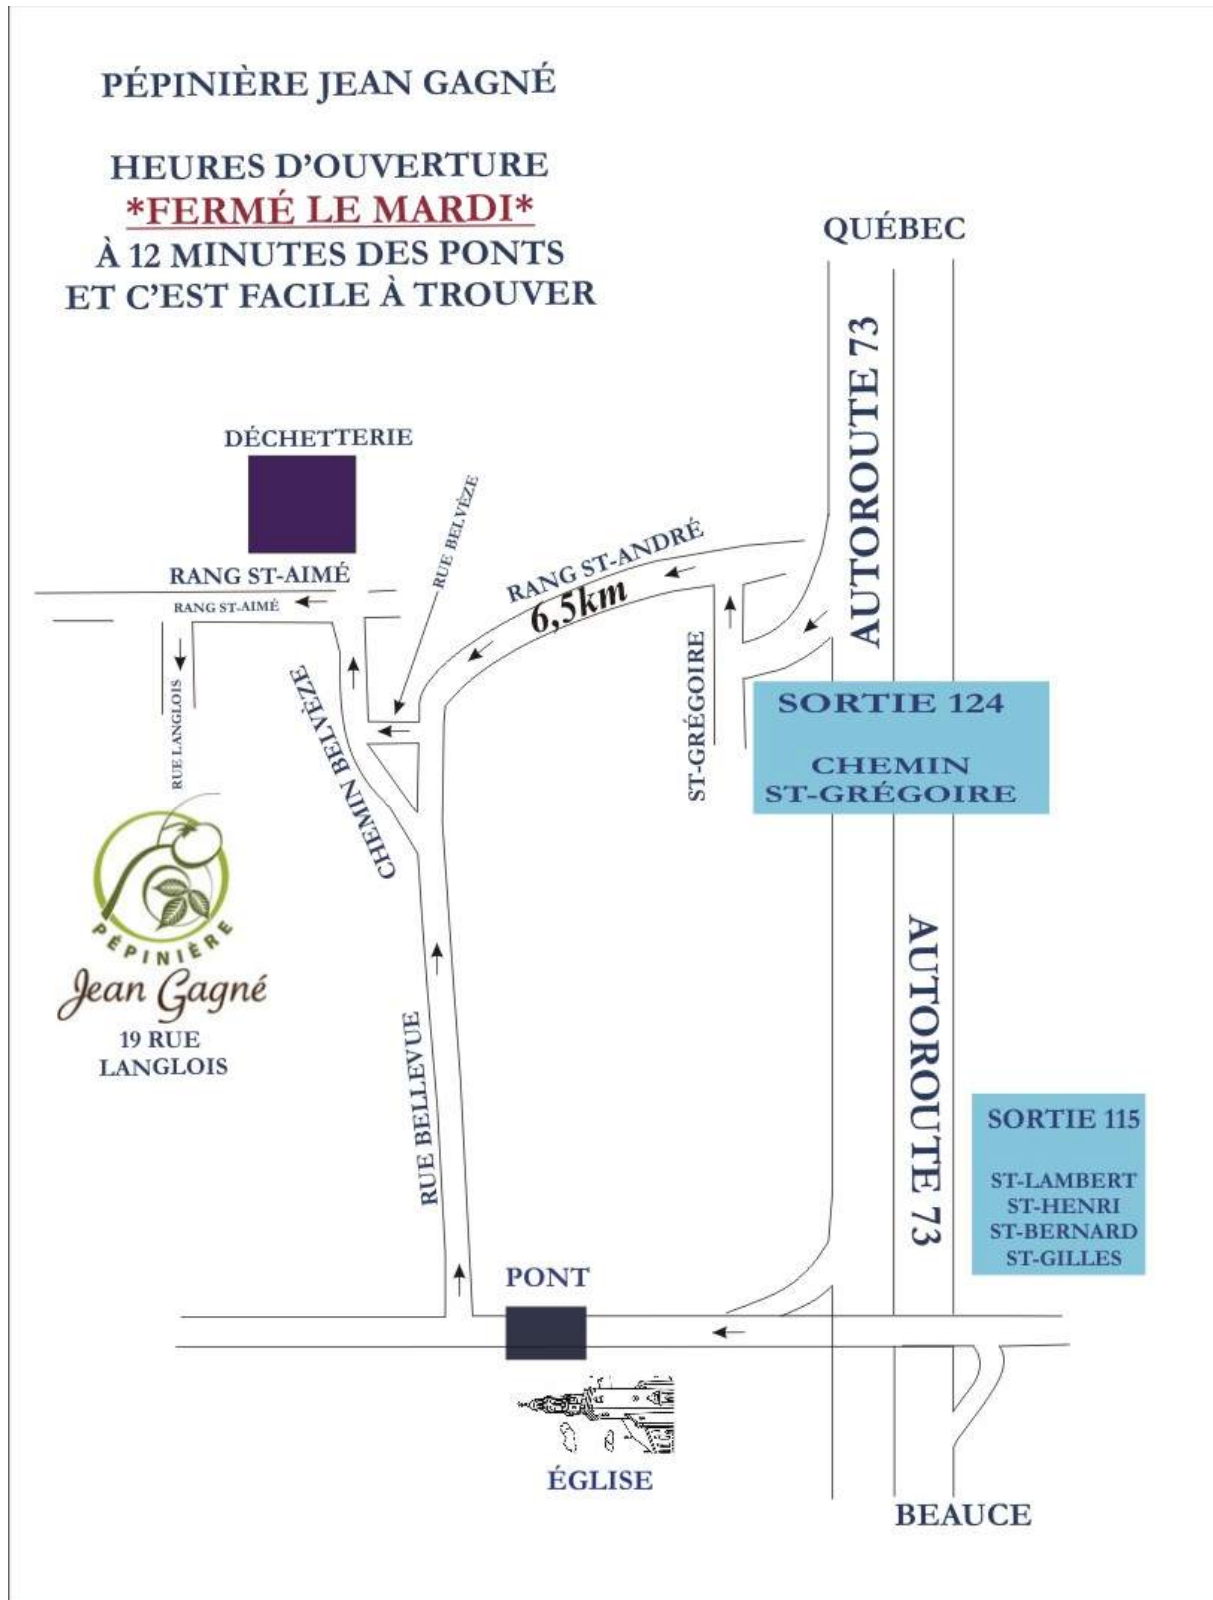 PÉPINIÈRE JEAN GAGNÉ
HEURES D'OUVERTURE
*FERMÉ LE MARDI*
À 12 MINUTES DES PONTS
ET C'EST FACILE À TROUVER
QUÉBEC
AUTOROUTE 73
DÉCHETTERIE
RUE BELVÈZE
RANG ST-ANDRÉ
6,5km
RANG ST-AIMÉ
RANG ST-AIMÉ
ST-GRÉGOIRE
RUE LANGLOIS
CHEMIN BELVÈZE
SORTIE 124
CHEMIN
ST-GRÉGOIRE
PÉPINIÈRE
Jean Gagné
19 RUE
LANGLOIS
AUTOROUTE 73
RUE BELLEVUE
SORTIE 115
ST-LAMBERT
ST-HENRI
ST-BERNARD
ST-GILLES
PONT
ÉGLISE
BEAUCE